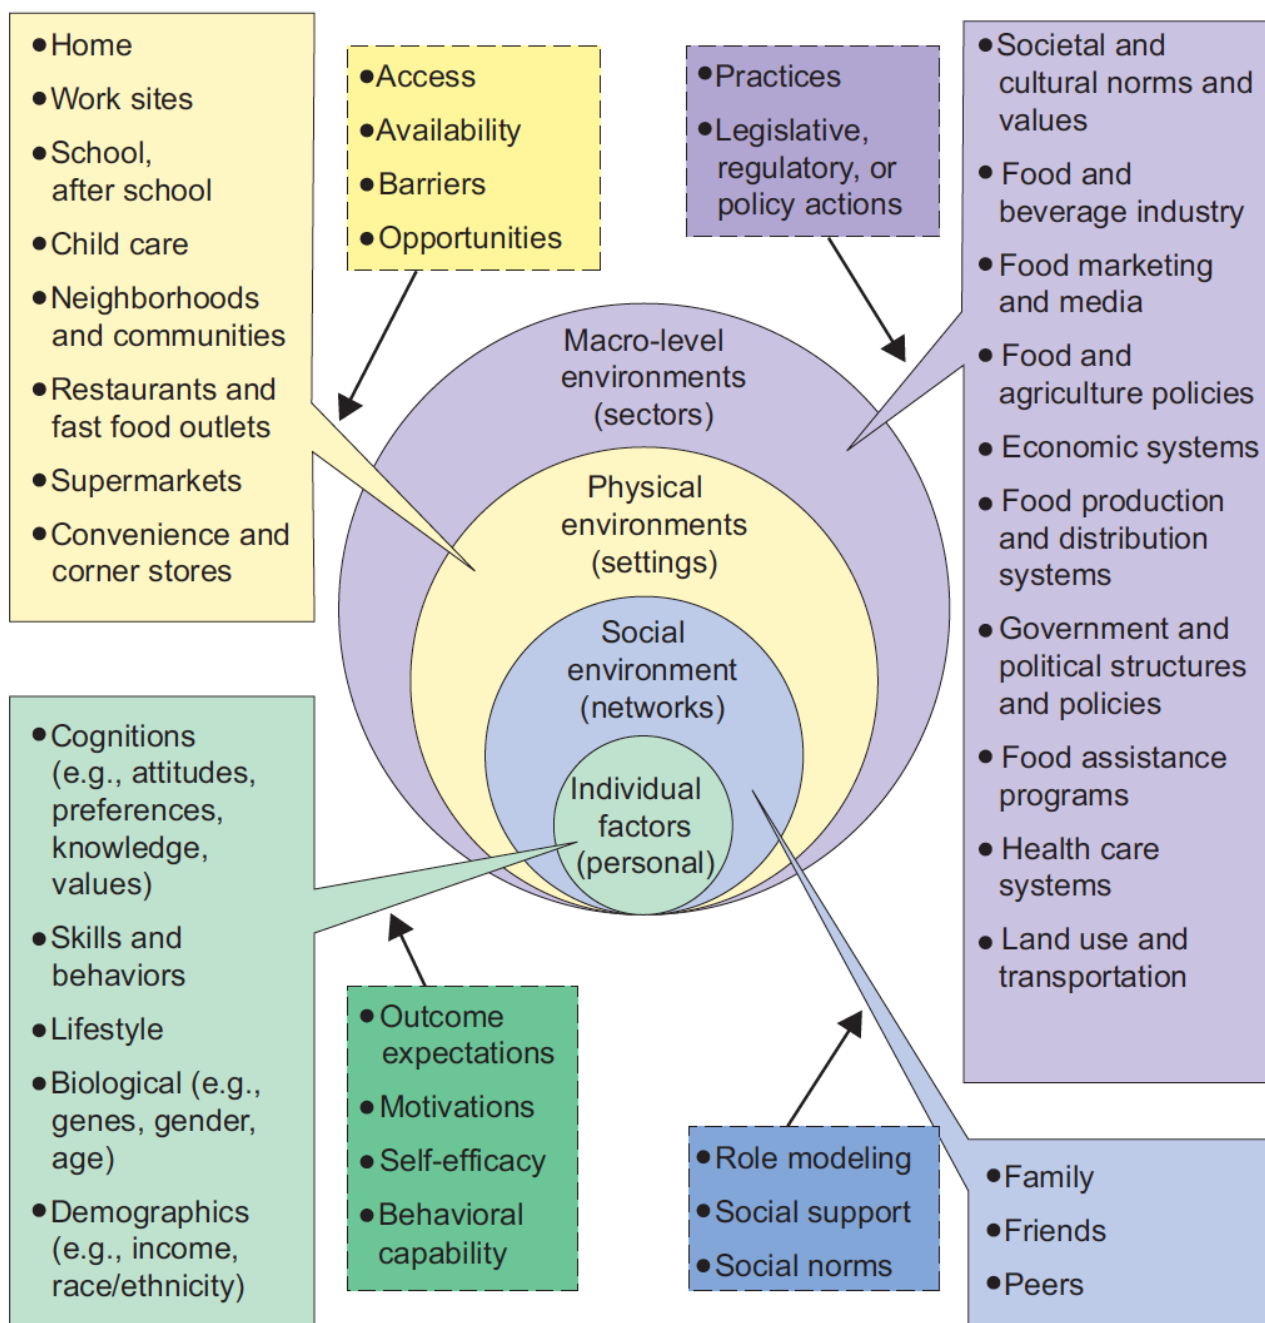 • Home
• Work sites
• School,
after school
• Child care
• Neighborhoods
and communities
• Restaurants and
fast food outlets
• Supermarkets
• Convenience and
corner stores
• Access
• Availability
• Barriers
• Opportunities
• Practices
• Legislative,
regulatory, or
policy actions
• Societal and
cultural norms and
values
• Food and
beverage industry
• Food marketing
and media
• Food and
agriculture policies
• Economic systems
• Food production
and distribution
systems
• Government and
political structures
and policies
• Food assistance
programs
• Health care
systems
• Land use and
transportation
Macro-level
environments
(sectors)
Physical
environments
(settings)
Social
environment
(networks)
Individual
factors
(personal)
• Cognitions
(e.g., attitudes,
preferences,
knowledge,
values)
• Skills and
behaviors
• Lifestyle
• Biological (e.g.,
genes, gender,
age)
• Demographics
(e.g., income,
race/ethnicity)
• Outcome
expectations
• Motivations
• Self-efficacy
• Behavioral
capability
• Role modeling
• Social support
• Social norms
• Family
• Friends
• Peers